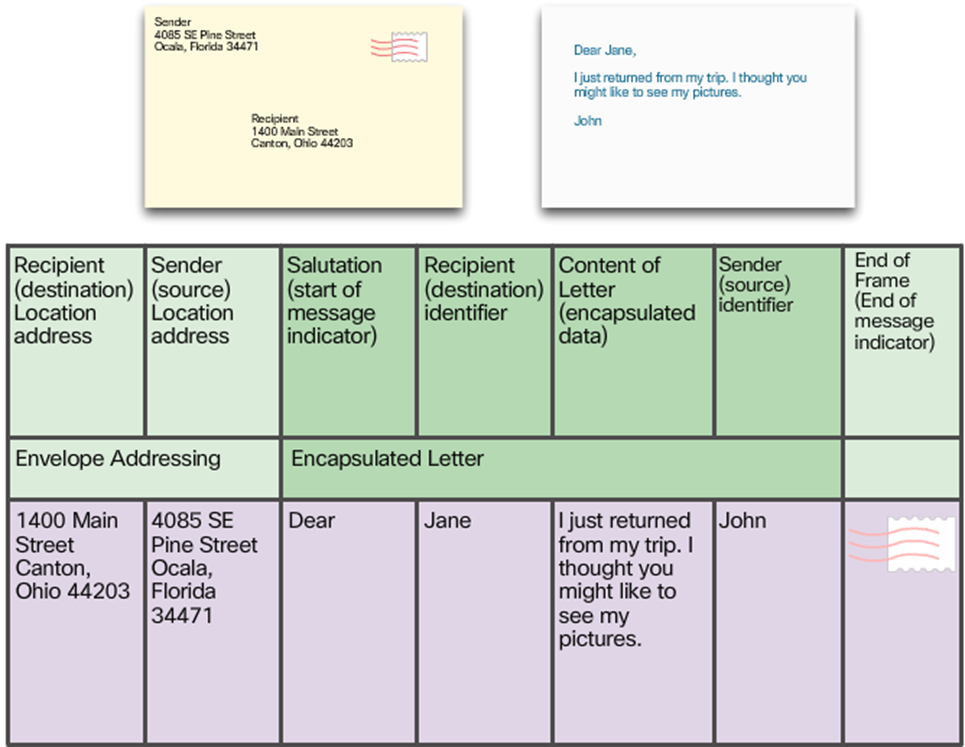 Sender
4085 SE Pine Street
Ocala, Florida 34471
Recipient
1400 Main Street
Canton, Ohio 44203
Dear Jane,
I just returned from my trip. I thought you
might like to see my pictures.
John
Recipient
(destination)
Location
address
Sender
(source)
Location
address
Salutation
(start of
message
indicator)
Recipient
(destination)
identifier
Content of
Letter
(encapsulated
data)
Sender
(source)
identifier
End of
Frame
(End of
message
indicator)
Envelope Addressing
Encapsulated Letter
1400 Main
Street
Canton,
Ohio 44203
4085 SE
Pine Street
Ocala,
Florida
34471
Dear
Jane
I just returned
from my trip. I
thought you
might like to
see my
pictures.
John